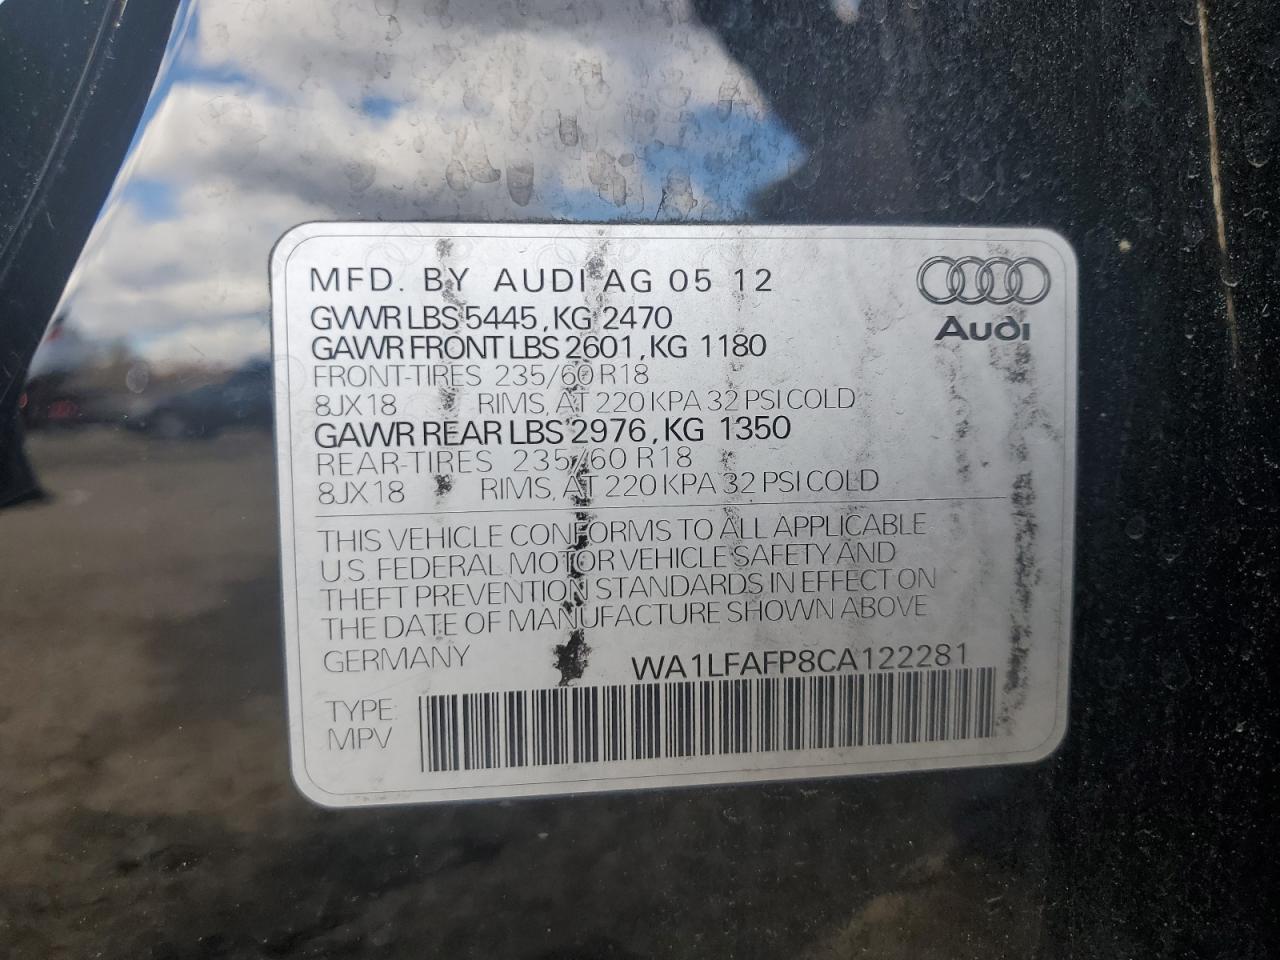 MFD. BY AUDI AG 05 12
GVWR LBS 5445, KG 2470
GAWR FRONT LBS 2601, KG 1180
FRONT-TIRES 235/60 R18
8JX18 RIMS, AT 220 KPA 32 PSI COLD
GAWR REAR LBS 2976, KG 1350
REAR-TIRES 235/60 R18
8JX18 RIMS, AT 220 KPA 32 PSI COLD
Audi
THIS VEHICLE CONFORMS TO ALL APPLICABLE
U.S. FEDERAL MOTOR VEHICLE SAFETY AND
THEFT PREVENTION STANDARDS IN EFFECT ON
THE DATE OF MANUFACTURE SHOWN ABOVE
GERMANY WA1LFAFP8CA122281
TYPE:
MPV